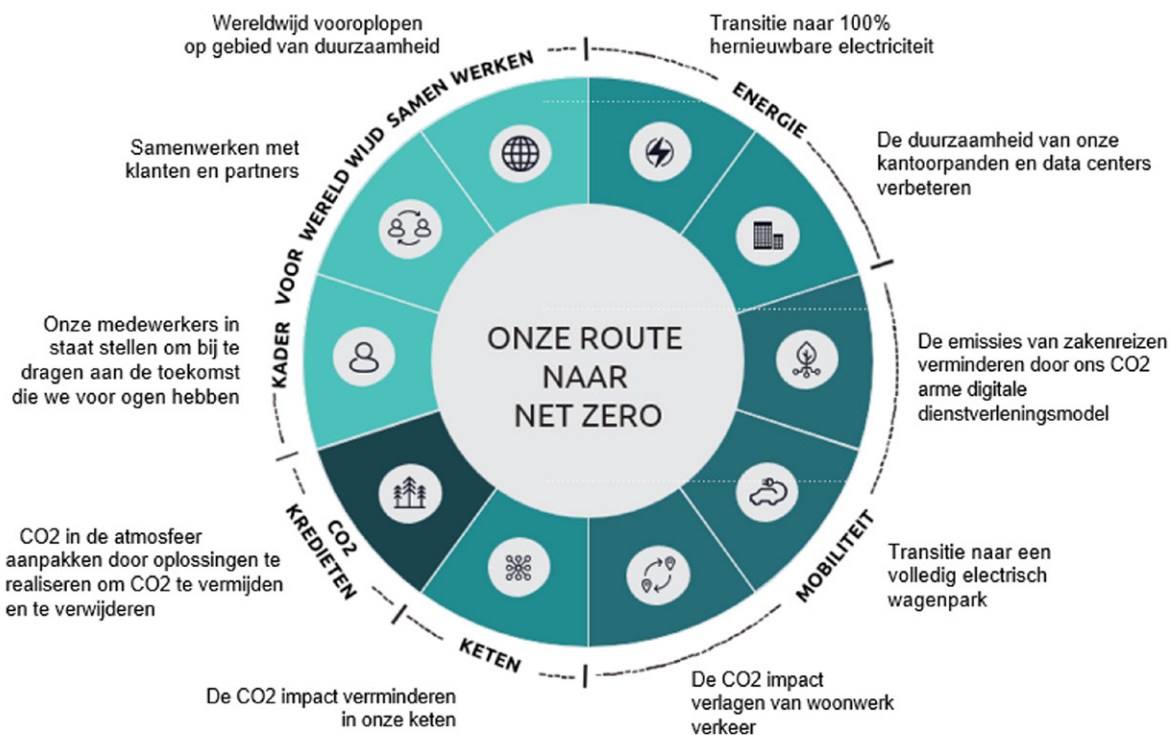 Wereldwijd vooroplopen
op gebied van duurzaamheid
Transitie naar 100%
hernieuwbare electriciteit
ENERGIE
De duurzaamheid van onze
kantoorpanden en data centers
verbeteren
De emissies van zakenreizen
verminderen door ons CO2
arme digitale
dienstverleningsmodel
MOBILITEIT
Transitie naar een
volledig electrisch
wagenpark
De CO2 impact
verlagen van woonwerk
verkeer
KETEN
De CO2 impact verrminderen
in onze keten
CO2
KREDIETEN
CO2 in de atmosfeer
aanpakken door oplossingen te
realiseren om CO2 te vermijden
en te verwijderen
KADER VOOR WERELD WIJD SAMEN WERKEN
Onze medewerkers in
staat stellen om bij te
dragen aan de toekomst
die we voor ogen hebben
Samenwerken met
klanten en partners
ONZE ROUTE
NAAR
NET ZERO